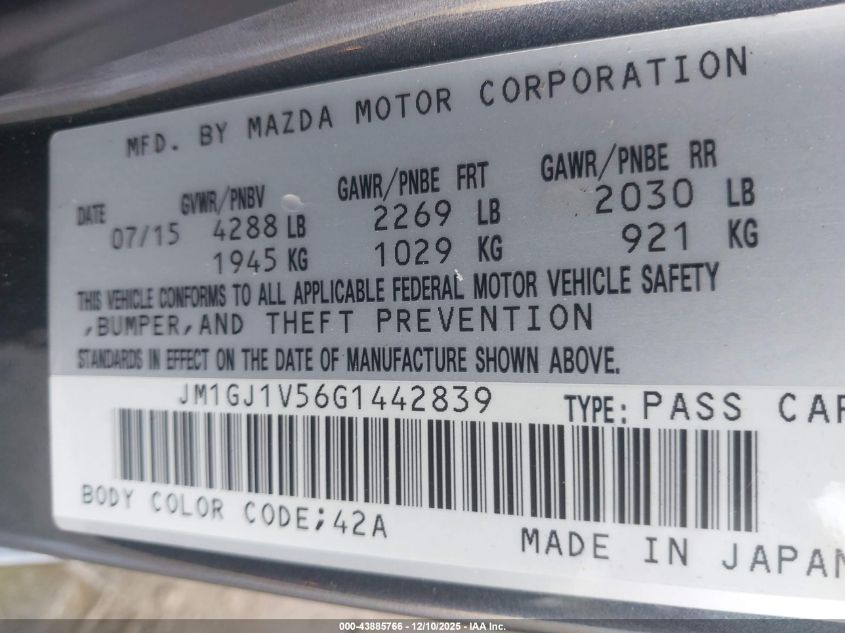 MFD. BY MAZDA MOTOR CORPORATION
DATE GVWR/PNBV GAWR/PNBE FRT GAWR/PNBE RR
07/15 4288 LB 2269 LB 2030 LB
1945 KG 1029 KG 921 KG
THIS VEHICLE CONFORMS TO ALL APPLICABLE FEDERAL MOTOR VEHICLE SAFETY
,BUMPER,AND THEFT PREVENTION
STANDARDS IN EFFECT ON THE DATE OF MANUFACTURE SHOWN ABOVE.
JM1GJ1V56G1442839 TYPE: PASS CAR
BODY COLOR CODE;42A
MADE IN JAPAN
000-43885766 - 12/10/2025 - IAA Inc.